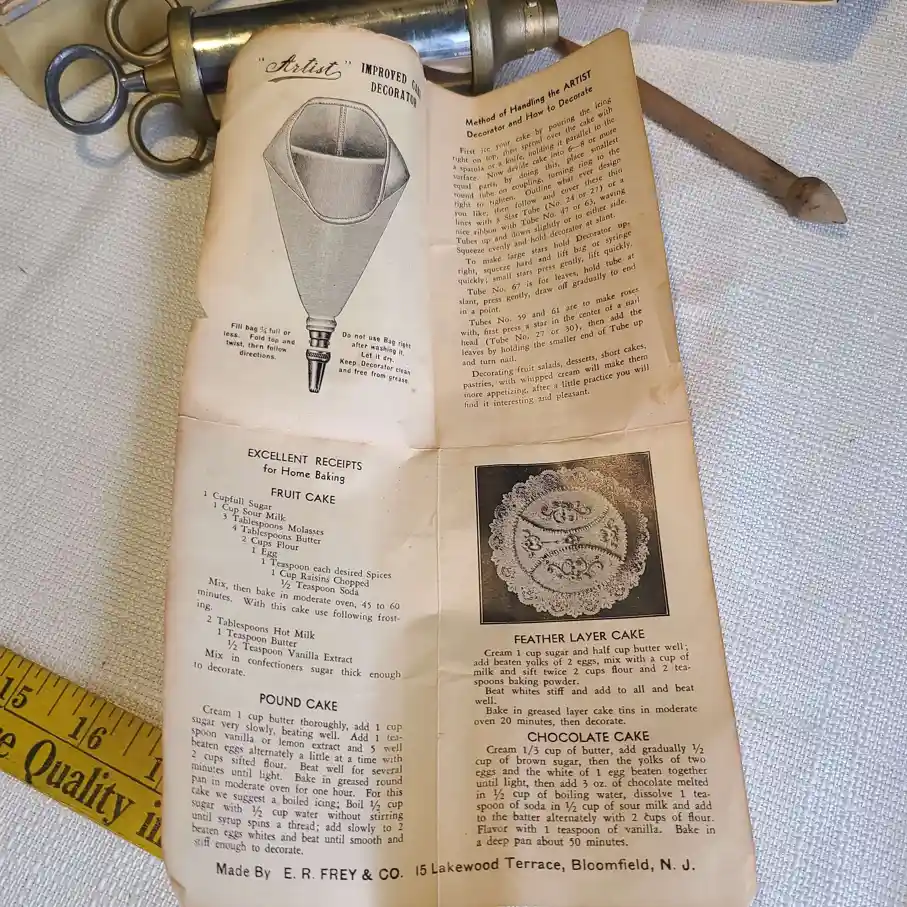 "Artist" IMPROVED CAKE
DECORATOR
Fill bag ¾ full or
less. Fold top and
twist, then follow
directions.
Do not use Bag right
after washing it.
Let it dry.
Keep Decorator clean
and free from grease.
Method of Handling the ARTIST
Decorator and How to Decorate
First ice your cake by pouring the icing
right on top, then spread over the cake with
a spatula or a knife, holding it parallel to the
surface. Now divide cake into 6—8 or more
equal parts, by doing this, place smallest
round tube on coupling, turning ring to the
right to tighten. Outline what ever design
you like, then follow and cover these thin
lines with a Star Tube (No. 24 or 27) or a
nice ribbon with Tube No. 47 or 63, waving
Tubes up and down slightly or to either side.
Squeeze evenly and hold decorator at slant.
To make large stars hold Decorator up-
right, squeeze hard and lift bag or syringe
quickly; small stars press gently, lift quickly.
Tube No. 67 is for leaves, hold tube at
slant, press gently, draw off gradually to end
in a point.
Tubes No. 59 and 61 are to make roses
with, first press a star in the center of a nail
head (Tube No. 27 or 30), then add the
leaves by holding the smaller end of Tube up
and turn nail.
Decorating fruit salads, desserts, short cakes,
pastries, with whipped cream will make them
more appetizing, after a little practice you will
find it interesting and pleasant.
EXCELLENT RECEIPTS
for Home Baking
FRUIT CAKE
1 Cupfull Sugar
1 Cup Sour Milk
3 Tablespoons Molasses
4 Tablespoons Butter
2 Cups Flour
1 Egg
1 Teaspoon each desired Spices
1 Cup Raisins Chopped
½ Teaspoon Soda
Mix, then bake in moderate oven, 45 to 60
minutes. With this cake use following frost-
ing.
2 Tablespoons Hot Milk
1 Teaspoon Butter
½ Teaspoon Vanilla Extract
Mix in confectioners sugar thick enough
to decorate.
POUND CAKE
Cream 1 cup butter thoroughly, add 1 cup
sugar very slowly, beating well. Add 1 tea-
spoon vanilla or lemon extract and 5 well
beaten eggs alternately a little at a time with
2 cups sifted flour. Beat well for several
minutes until light. Bake in greased round
pan in moderate oven for one hour. For this
cake we suggest a boiled icing; Boil ½ cup
sugar with ½ cup water without stirring
until syrup spins a thread; add slowly to 2
beaten eggs whites and beat until smooth and
stiff enough to decorate.
FEATHER LAYER CAKE
Cream 1 cup sugar and half cup butter well;
add beaten yolks of 2 eggs, mix with a cup of
milk and sift twice 2 cups flour and 2 tea-
spoons baking powder.
Beat whites stiff and add to all and beat
well.
Bake in greased layer cake tins in moderate
oven 20 minutes, then decorate.
CHOCOLATE CAKE
Cream 1/3 cup of butter, add gradually ½
cup of brown sugar, then the yolks of two
eggs and the white of 1 egg beaten together
until light, then add 3 oz. of chocolate melted
in ½ cup of boiling water, dissolve 1 tea-
spoon of soda in ½ cup of sour milk and add
to the batter alternately with 2 cups of flour.
Flavor with 1 teaspoon of vanilla. Bake in
a deep pan about 50 minutes.
Made By E. R. FREY & CO. 15 Lakewood Terrace, Bloomfield, N. J.
15 16 1
e Quality i